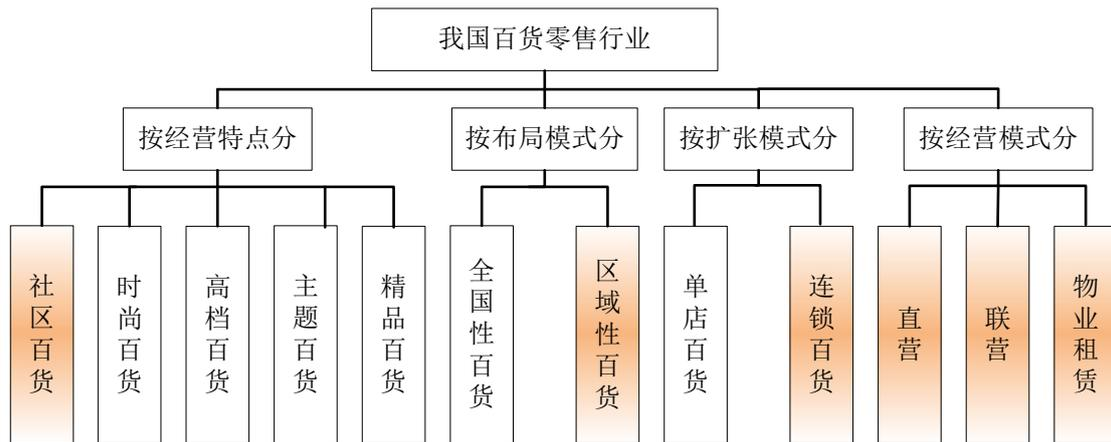 我国百货零售行业
按经营特点分
按布局模式分
按扩张模式分
按经营模式分
社区百货
时尚百货
高档百货
主题百货
精品百货
全国性百货
区域性百货
单店百货
连锁百货
直营
联营
物业租赁